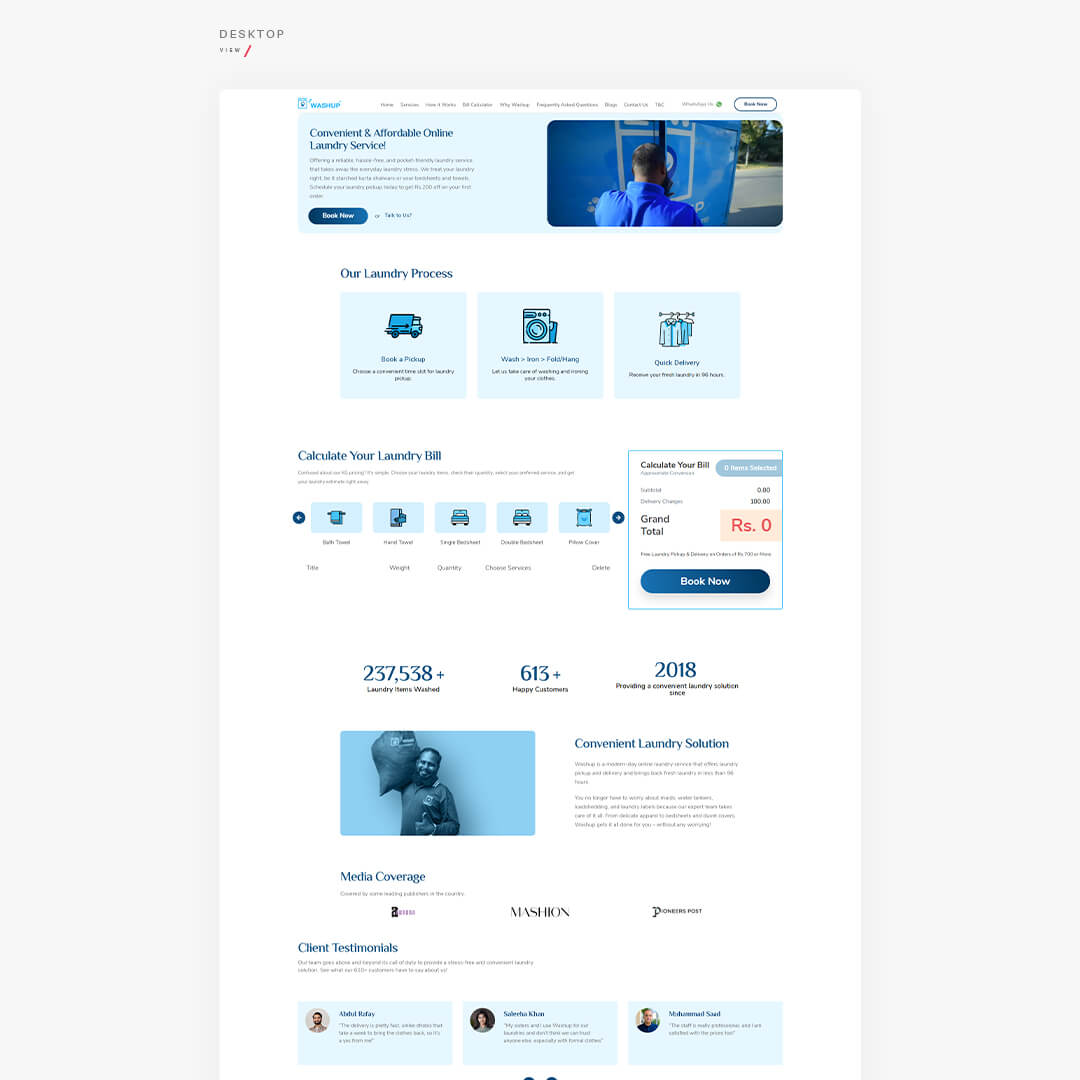 DESKTOP
VIEW
WASHUP
Home Services How it Works Bill Calculator Why Washup Frequently Asked Questions Blogs Contact Us T&C WhatsApp Us Book Now
Convenient & Affordable Online
Laundry Service!
Offering a reliable, hassle-free, and pocket-friendly laundry service
that takes away the everyday laundry stress. We treat your laundry
right, be it starched kurta shalwars or your bedsheets and towels.
Schedule your laundry pickup today to get Rs.200 off on your first
order.
Book Now or Talk to Us?
Our Laundry Process
Book a Pickup
Choose a convenient time slot for laundry
pickup.
Wash > Iron > Fold/Hang
Let us take care of washing and ironing
your clothes.
Quick Delivery
Receive your fresh laundry in 96 hours.
Calculate Your Laundry Bill
Confused about our KG pricing? It's simple. Choose your laundry items, check their quantity, select your preferred service, and get
your laundry estimate right away.
Bath Towel Hand Towel Single Bedsheet Double Bedsheet Pillow Cover
Title Weight Quantity Choose Services Delete
Calculate Your Bill
Approximate Conversion
0 Items Selected
Subtotal 0.00
Delivery Charges 100.00
Grand
Total
Rs. 0
Free Laundry Pickup & Delivery on Orders of Rs.700 or More
Book Now
237,538 +
Laundry Items Washed
613 +
Happy Customers
2018
Providing a convenient laundry solution
since
Convenient Laundry Solution
Washup is a modern-day online laundry service that offers laundry
pickup and delivery and brings back fresh laundry in less than 96
hours.
You no longer have to worry about maids, water tankers,
loadshedding, and laundry labels because our expert team takes
care of it all. From delicate apparel to bedsheets and duvet covers,
Washup gets it all done for you – without any worrying!
Media Coverage
Covered by some leading publishers in the country.
MASHION
PIONEERS POST
Client Testimonials
Our team goes above and beyond its call of duty to provide a stress-free and convenient laundry
solution. See what our 610+ customers have to say about us!
Abdul Rafay
"The delivery is pretty fast, unlike dhobis that
take a week to bring the clothes back, so it's
a yes from me!"
Saleeha Khan
"My sisters and I use Washup for our
laundries and don't think we can trust
anyone else, especially with formal clothes."
Mohammad Saad
"The staff is really professional, and I am
satisfied with the prices too!"